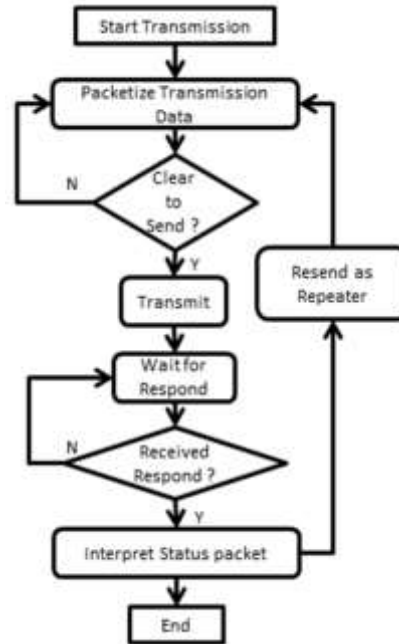 Start Transmission
Packetize Transmission
Data
N
Clear
to
Send ?
Y
Transmit
Resend as
Repeater
Wait for
Respond
N
Received
Respond ?
Y
Interpret Status packet
End